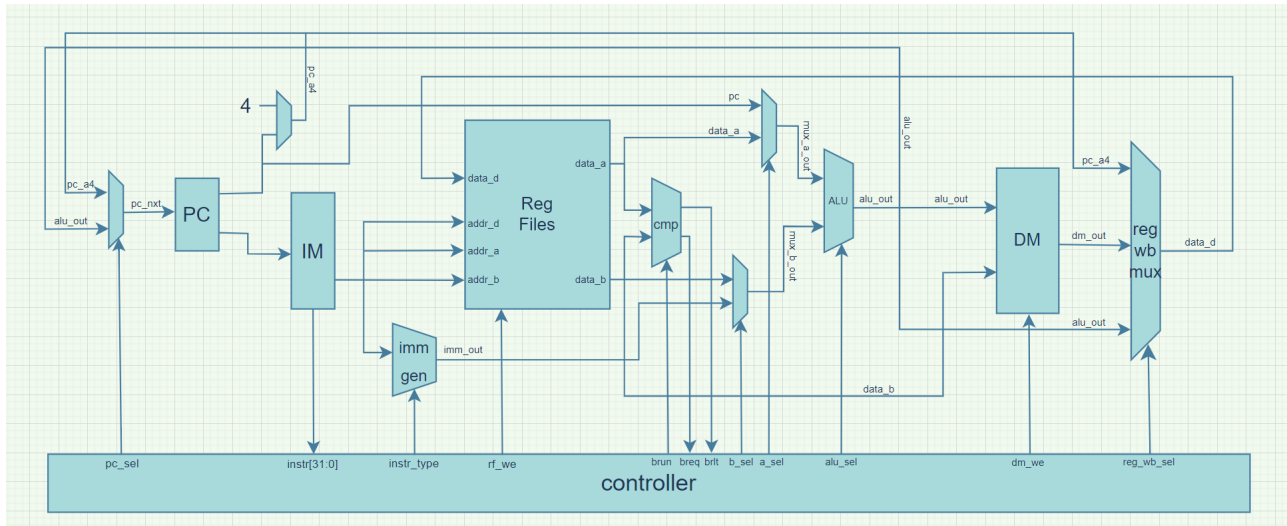 pc_a4
4
pc
data_a
mux_a_out
alu_out
pc_a4
pc_a4
alu_out
pc_nxt
PC
IM
data_d
addr_d
addr_a
addr_b
Reg
Files
data_a
data_b
cmp
mux_b_out
ALU
alu_out
alu_out
DM
dm_out
reg
wb
mux
data_d
alu_out
imm
gen
imm_out
data_b
pc_sel
instr[31:0]
instr_type
rf_we
brun
breq
brlt
b_sel
a_sel
alu_sel
dm_we
reg_wb_sel
controller